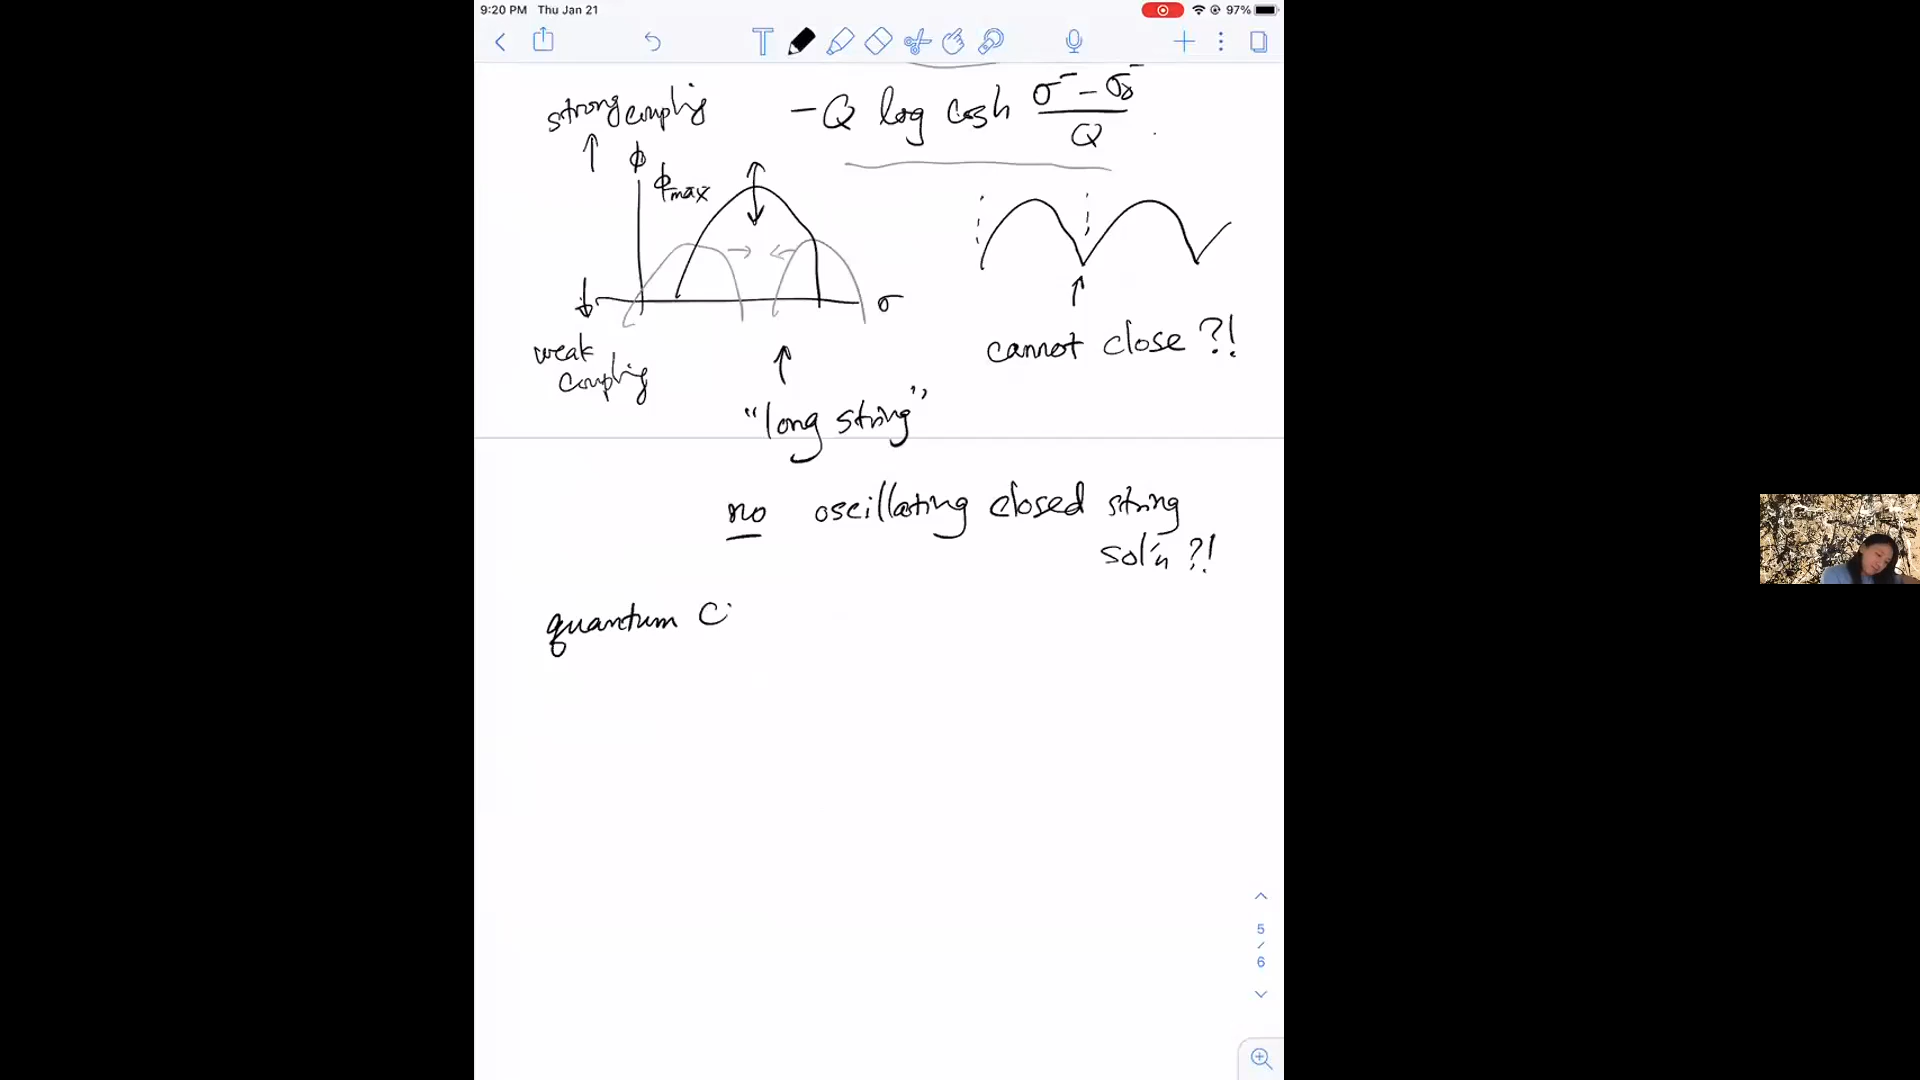 9:20 PM Thu Jan 21
97%
T
strong coupling
− Q log cosh (σ⁻ − σ₀⁻)/Q .
↑ ϕ
ϕmax
σ
weak
coupling
cannot close ?!
"long string"
no oscillating closed string
sol'n ?!
quantum C
5
/
6